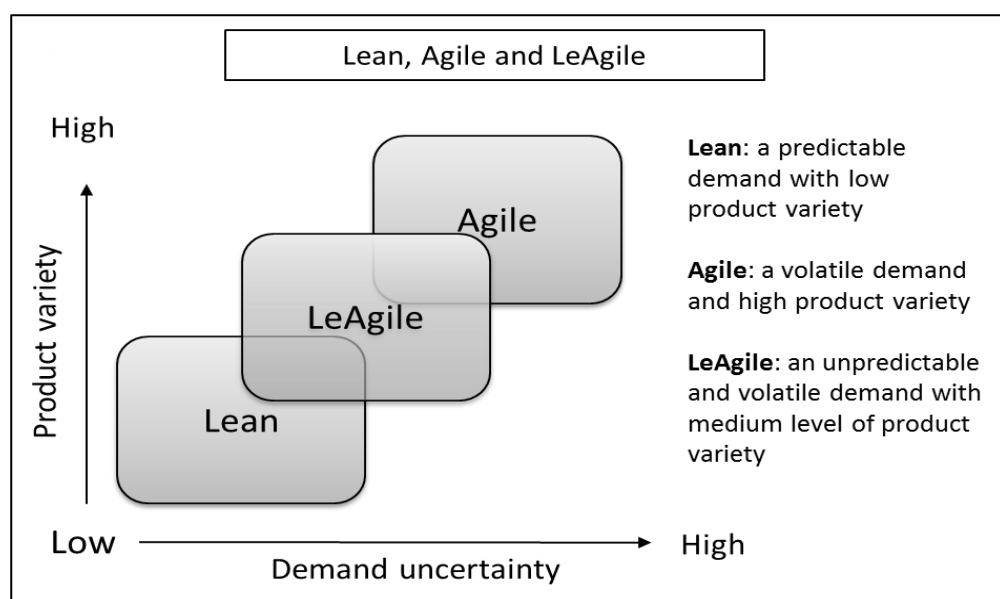 Lean, Agile and LeAgile
High
Product variety
Agile
LeAgile
Lean
Low
Demand uncertainty
High
Lean: a predictable
demand with low
product variety
Agile: a volatile demand
and high product variety
LeAgile: an unpredictable
and volatile demand with
medium level of product
variety